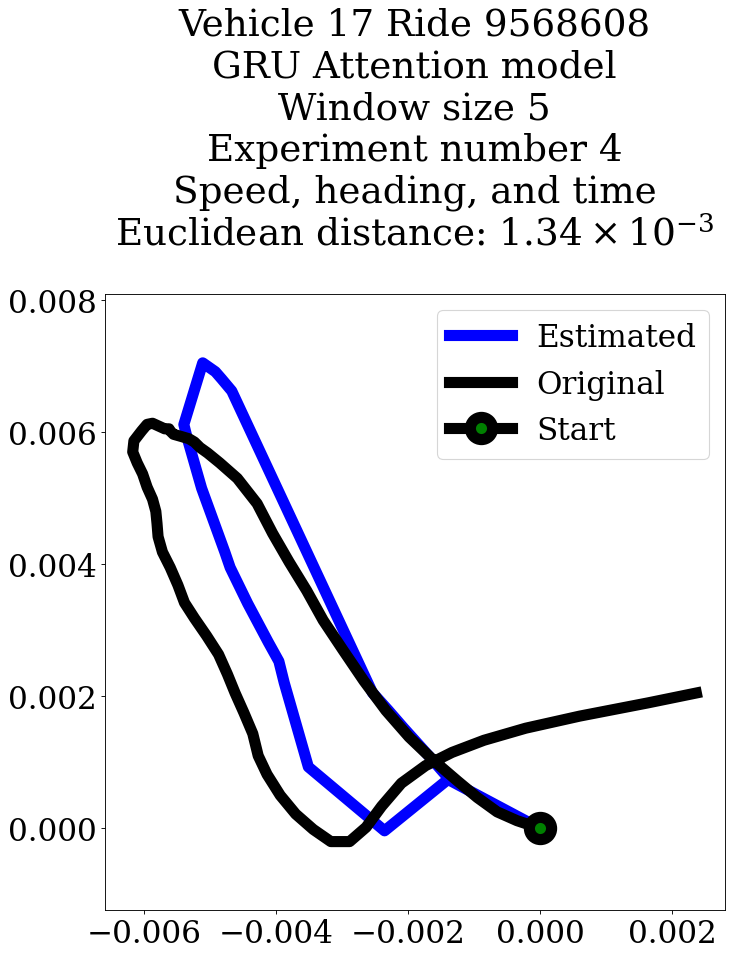 Vehicle 17 Ride 9568608
GRU Attention model
Window size 5
Experiment number 4
Speed, heading, and time
Euclidean distance: 1.34 × 10⁻³
0.008
0.006
0.004
0.002
0.000
Estimated
Original
Start
−0.006 −0.004 −0.002 0.000 0.002